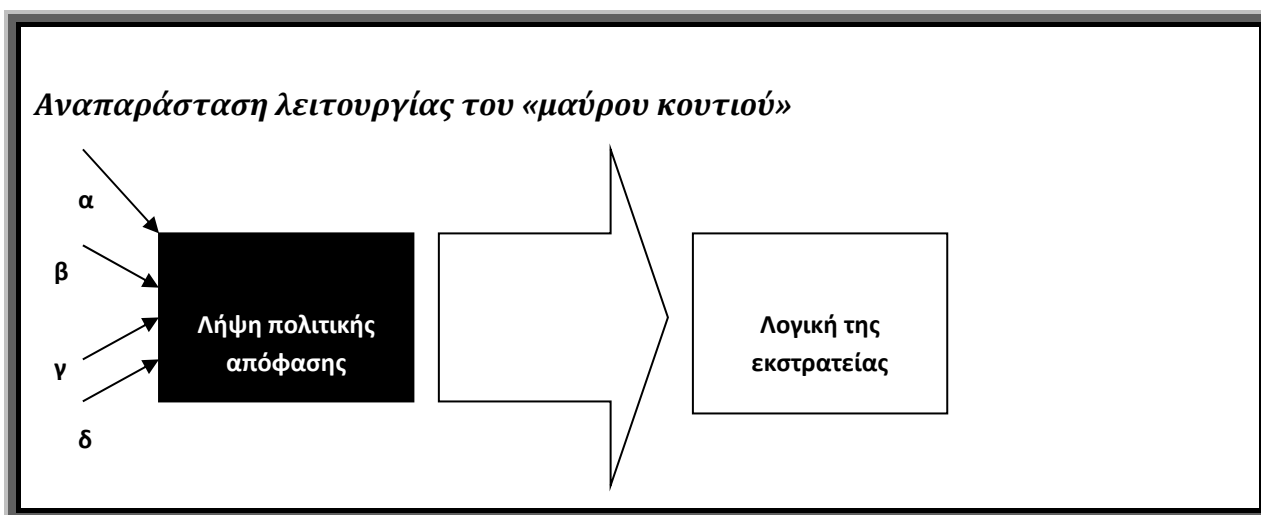 Αναπαράσταση λειτουργίας του «μαύρου κουτιού»
α
β
γ
δ
Λήψη πολιτικής
απόφασης
Λογική της
εκστρατείας